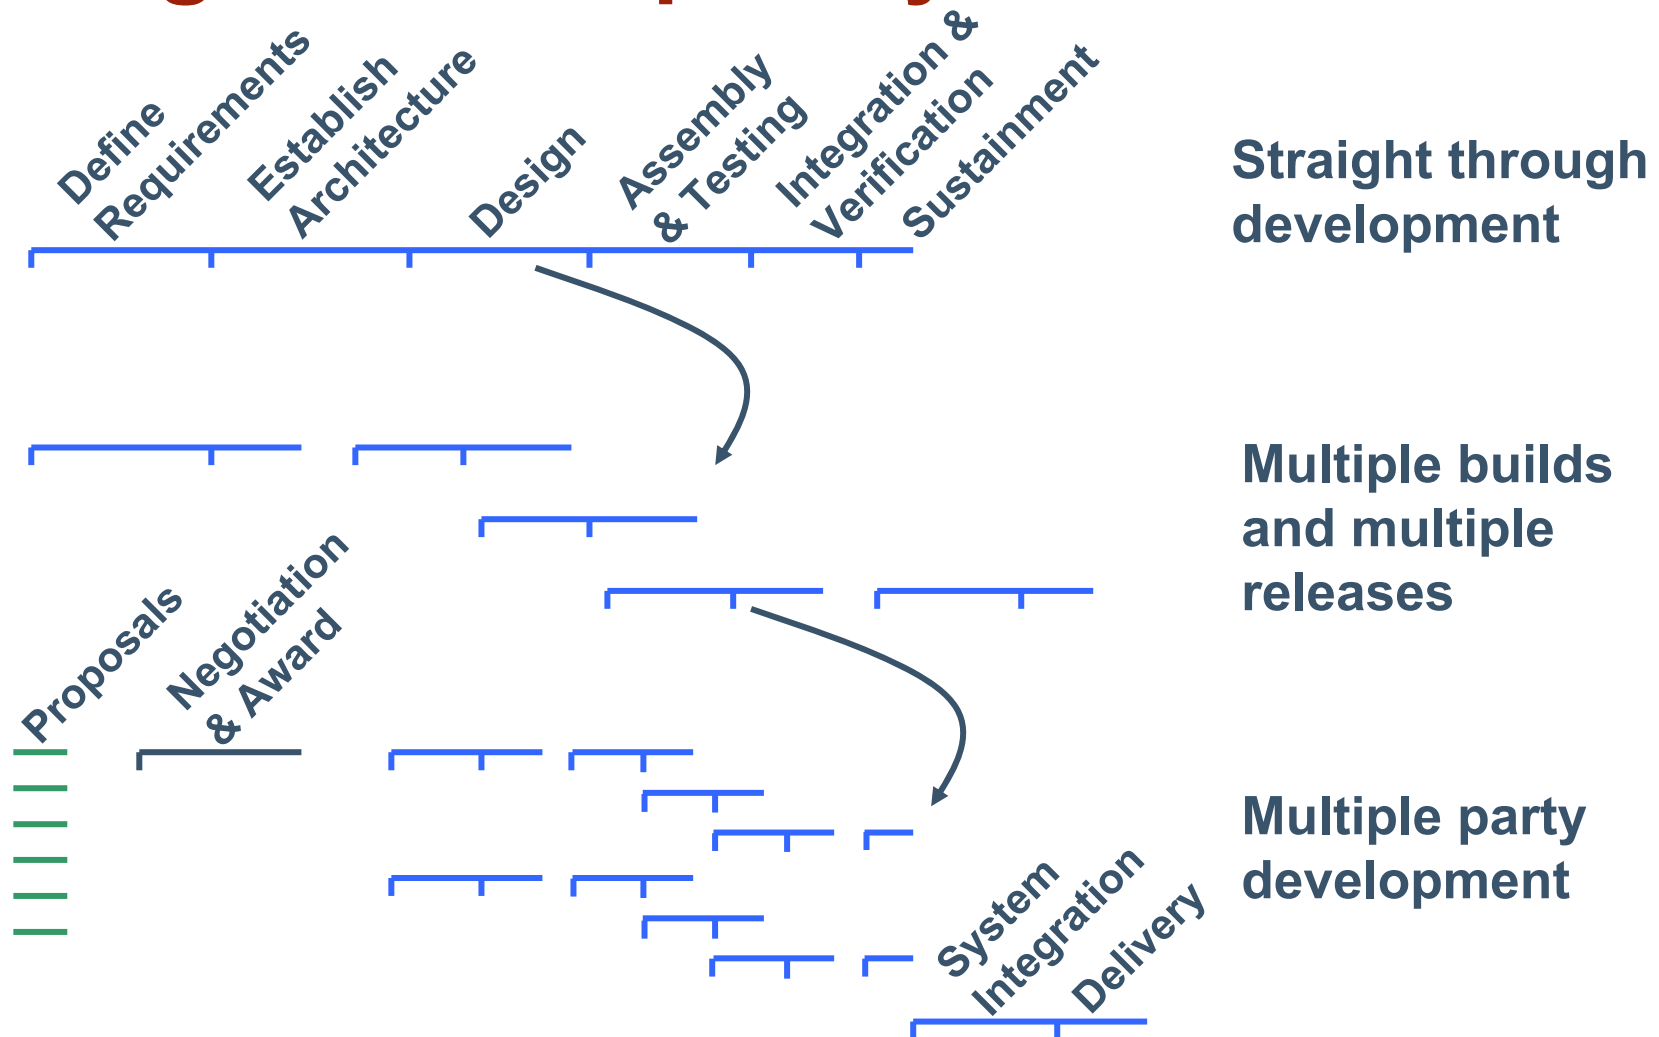 Define
Requirements
Establish
Architecture
Design
Assembly
& Testing
Integration &
Verification
Sustainment
Straight through
development
Multiple builds
and multiple
releases
Proposals
Negotiation
& Award
Multiple party
development
System
Integration
Delivery